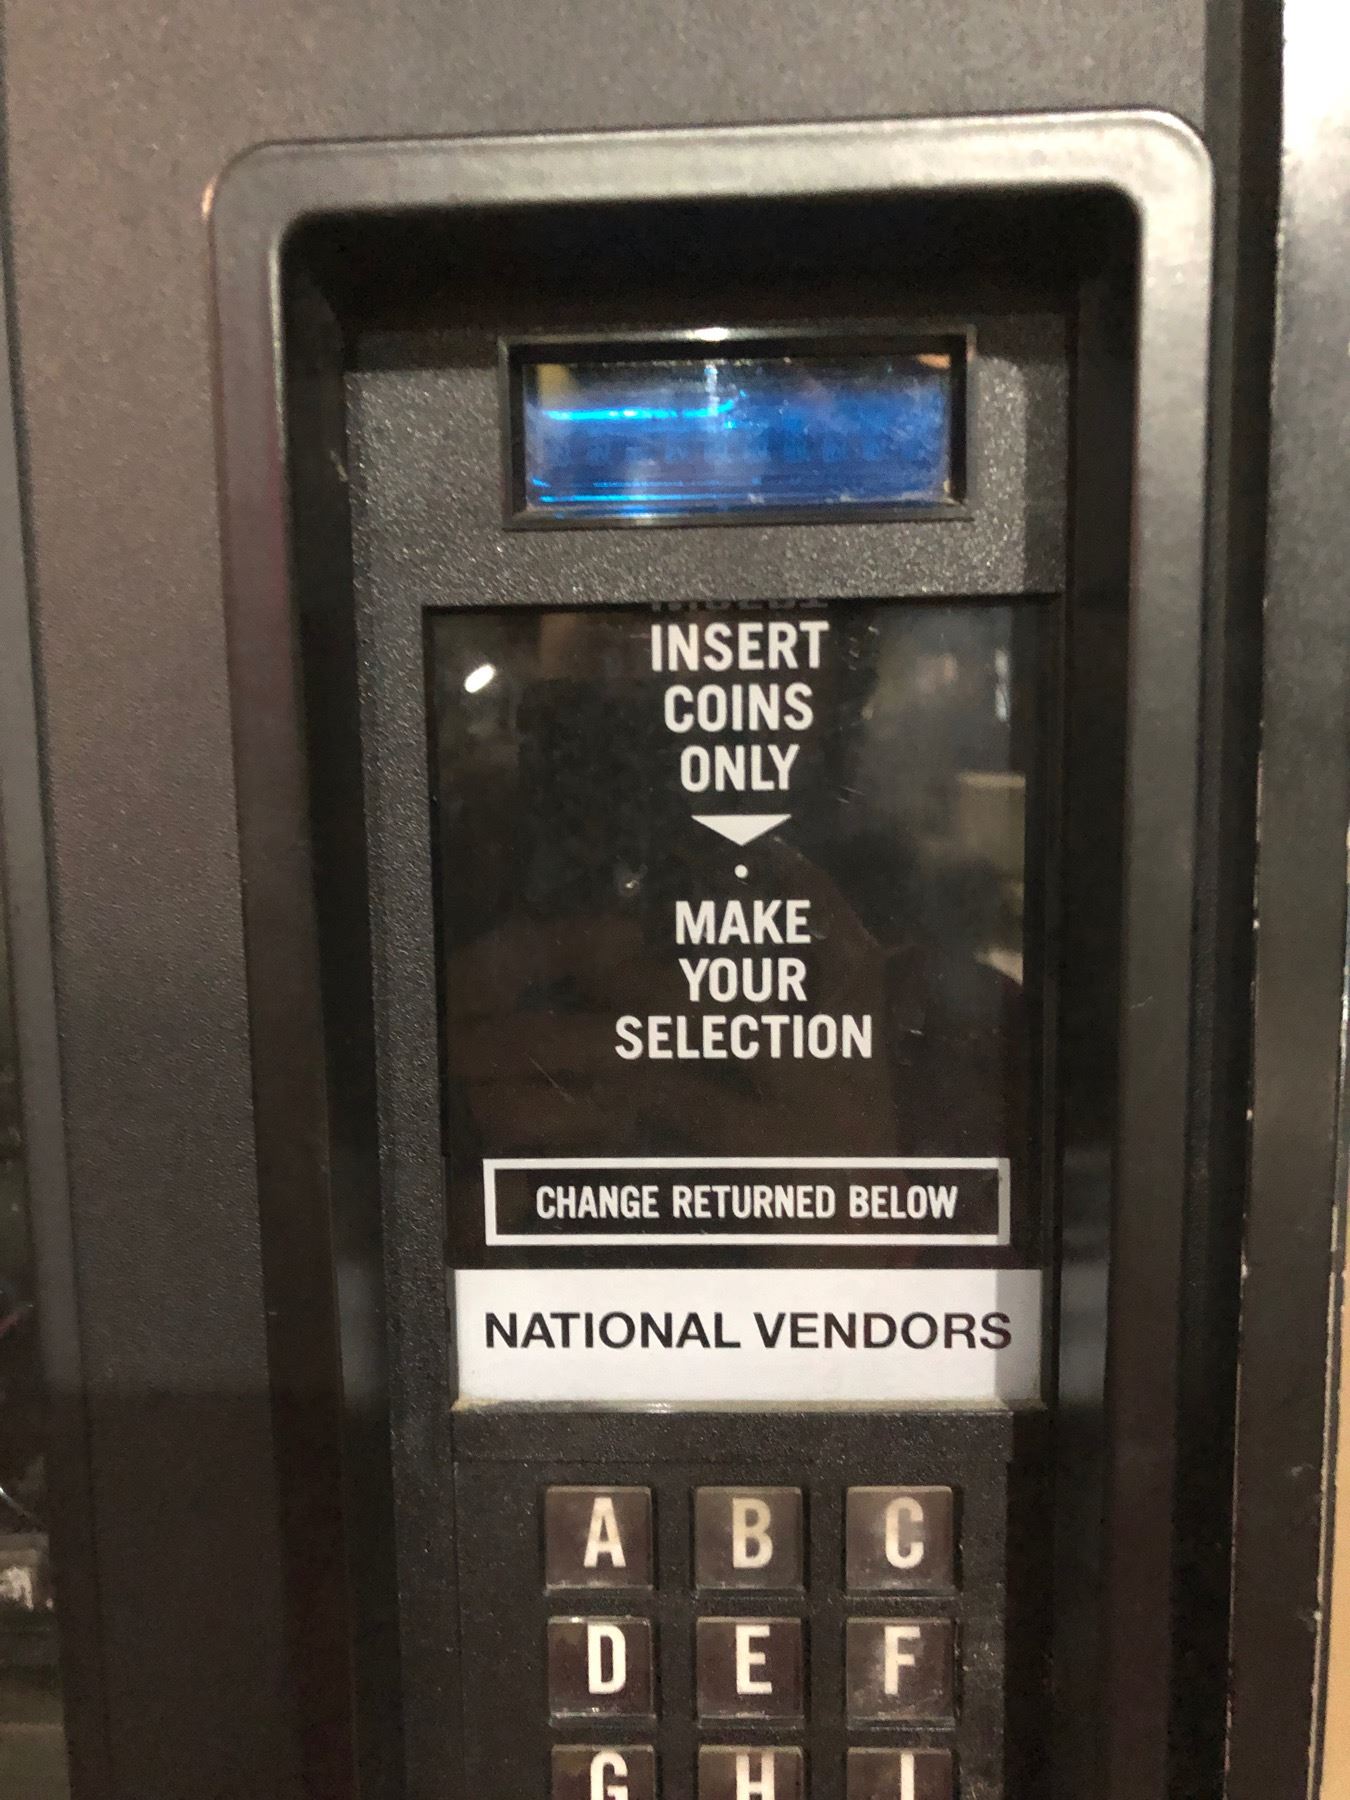 INSERT
COINS
ONLY
MAKE
YOUR
SELECTION
CHANGE RETURNED BELOW
NATIONAL VENDORS
A B C
D E F
G H I